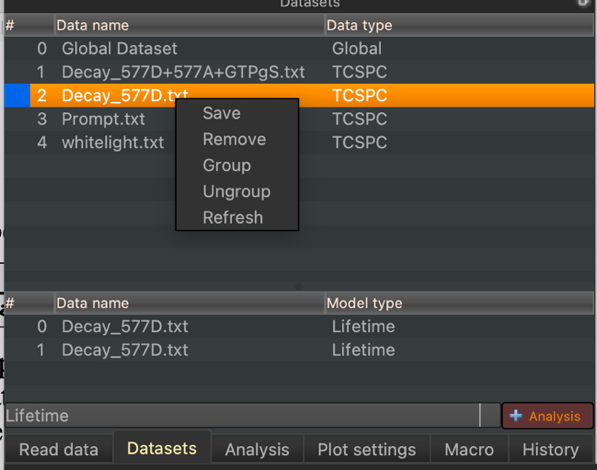 Datasets
# Data name Data type
0 Global Dataset Global
1 Decay_577D+577A+GTPgS.txt TCSPC
2 Decay_577D.txt TCSPC
3 Prompt.txt TCSPC
4 whitelight.txt TCSPC
Save
Remove
Group
Ungroup
Refresh
# Data name Model type
0 Decay_577D.txt Lifetime
1 Decay_577D.txt Lifetime
Lifetime + Analysis
Read data Datasets Analysis Plot settings Macro History